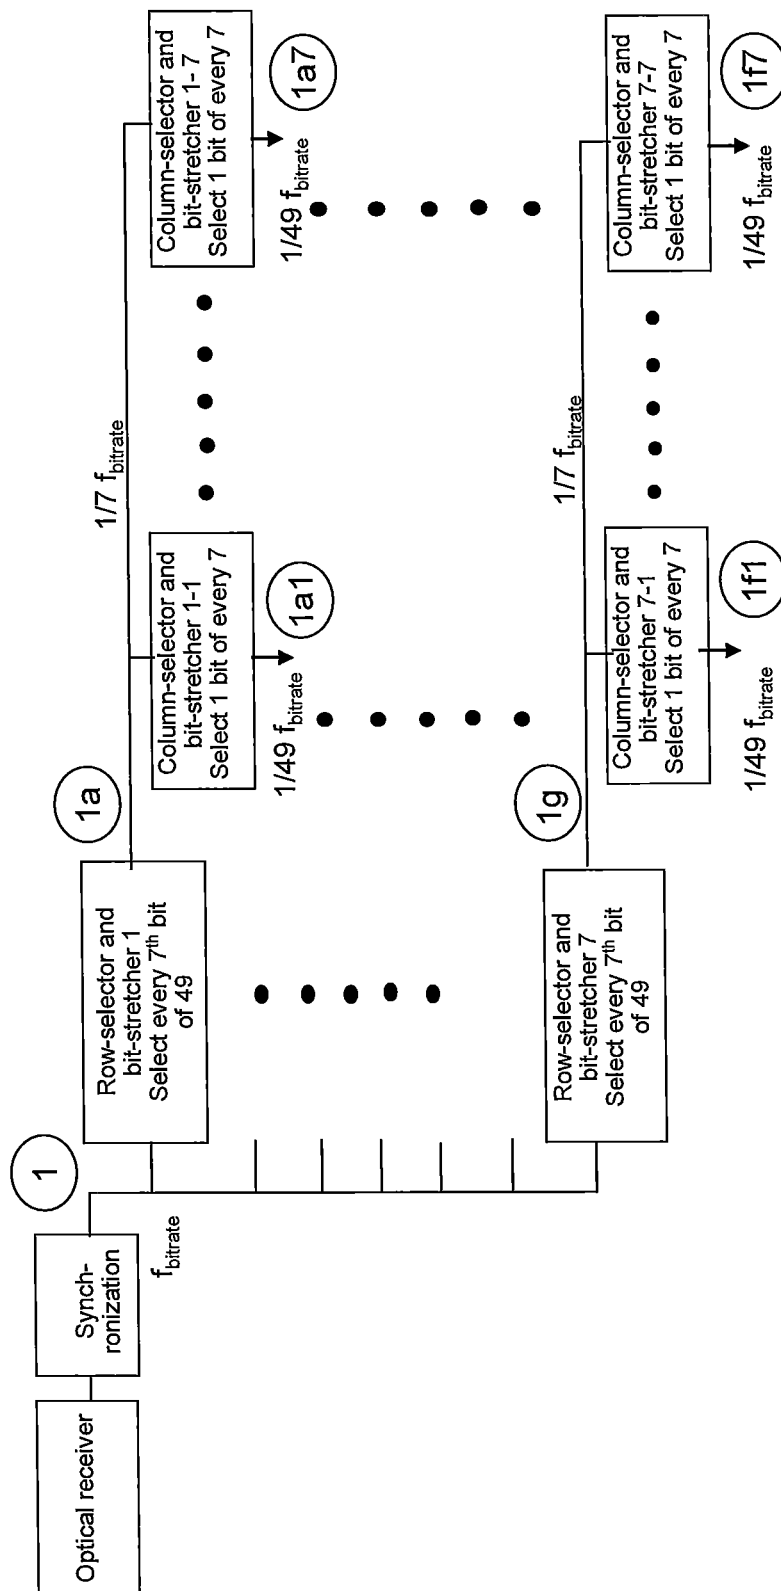 Optical receiver
Synch-
ronization
1
f_bitrate
Row-selector and
bit-stretcher 1
Select every 7th bit
of 49
1a
1/7 f_bitrate
Column-selector and
bit-stretcher 1-1
Select 1 bit of every 7
1a1
1/49 f_bitrate
Column-selector and
bit-stretcher 1-7
Select 1 bit of every 7
1a7
1/49 f_bitrate
Row-selector and
bit-stretcher 7
Select every 7th bit
of 49
1g
1/7 f_bitrate
Column-selector and
bit-stretcher 7-1
Select 1 bit of every 7
1f1
1/49 f_bitrate
Column-selector and
bit-stretcher 7-7
Select 1 bit of every 7
1f7
1/49 f_bitrate